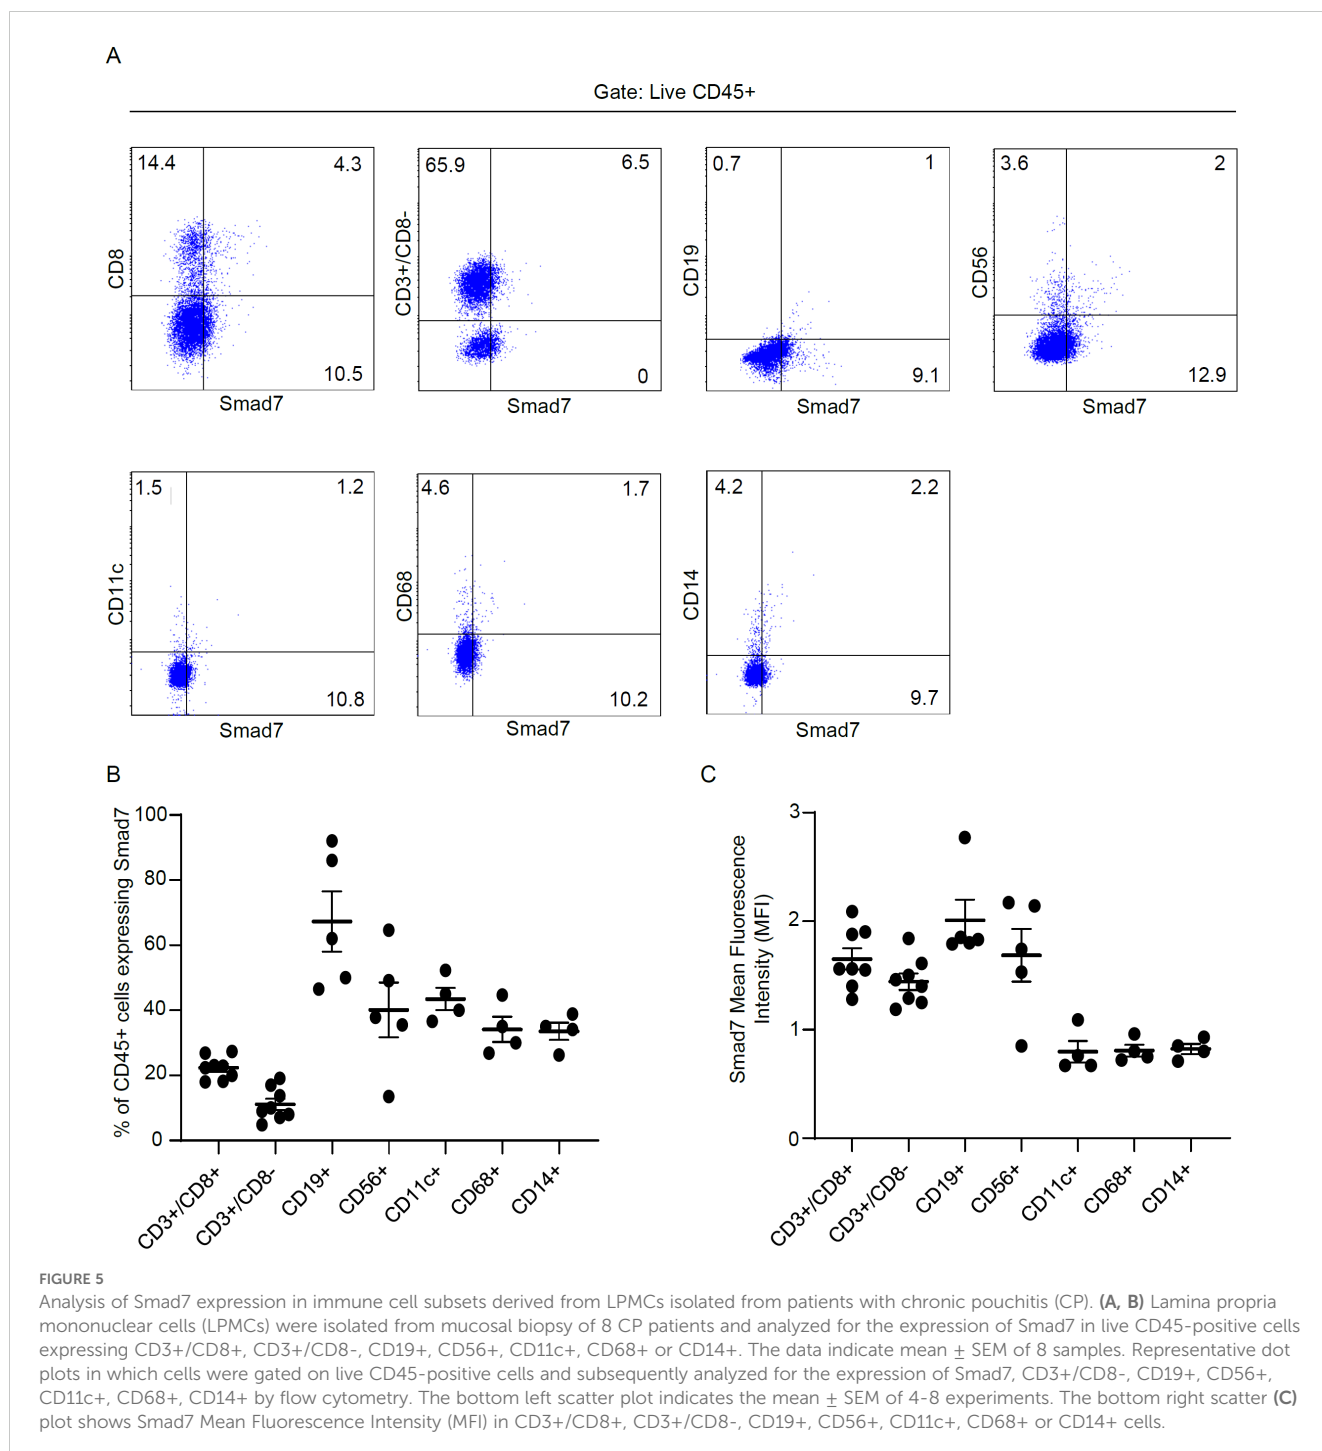 A
Gate: Live CD45+
14.4 4.3
CD8
10.5
Smad7
65.9 6.5
CD3+/CD8-
0
Smad7
0.7 1
CD19
9.1
Smad7
3.6 2
CD56
12.9
Smad7
1.5 1.2
CD11c
10.8
Smad7
4.6 1.7
CD68
10.2
Smad7
4.2 2.2
CD14
9.7
Smad7
B
% of CD45+ cells expressing Smad7
100
80
60
40
20
0
CD3+/CD8+
CD3+/CD8-
CD19+
CD56+
CD11c+
CD68+
CD14+
C
Smad7 Mean Fluorescence
Intensity (MFI)
3
2
1
0
CD3+/CD8+
CD3+/CD8-
CD19+
CD56+
CD11c+
CD68+
CD14+
FIGURE 5
Analysis of Smad7 expression in immune cell subsets derived from LPMCs isolated from patients with chronic pouchitis (CP). (A, B) Lamina propria
mononuclear cells (LPMCs) were isolated from mucosal biopsy of 8 CP patients and analyzed for the expression of Smad7 in live CD45-positive cells
expressing CD3+/CD8+, CD3+/CD8-, CD19+, CD56+, CD11c+, CD68+ or CD14+. The data indicate mean ± SEM of 8 samples. Representative dot
plots in which cells were gated on live CD45-positive cells and subsequently analyzed for the expression of Smad7, CD3+/CD8-, CD19+, CD56+,
CD11c+, CD68+, CD14+ by flow cytometry. The bottom left scatter plot indicates the mean ± SEM of 4-8 experiments. The bottom right scatter (C)
plot shows Smad7 Mean Fluorescence Intensity (MFI) in CD3+/CD8+, CD3+/CD8-, CD19+, CD56+, CD11c+, CD68+ or CD14+ cells.